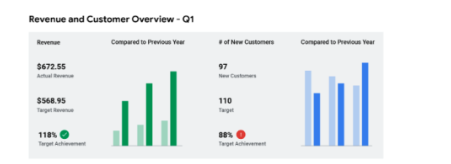 Revenue and Customer Overview - Q1
Revenue
Compared to Previous Year
# of New Customers
Compared to Previous Year
$672.55
Actual Revenue
97
New Customers
$568.95
Target Revenue
110
Target
118%
Target Achievement
88%
Target Achievement